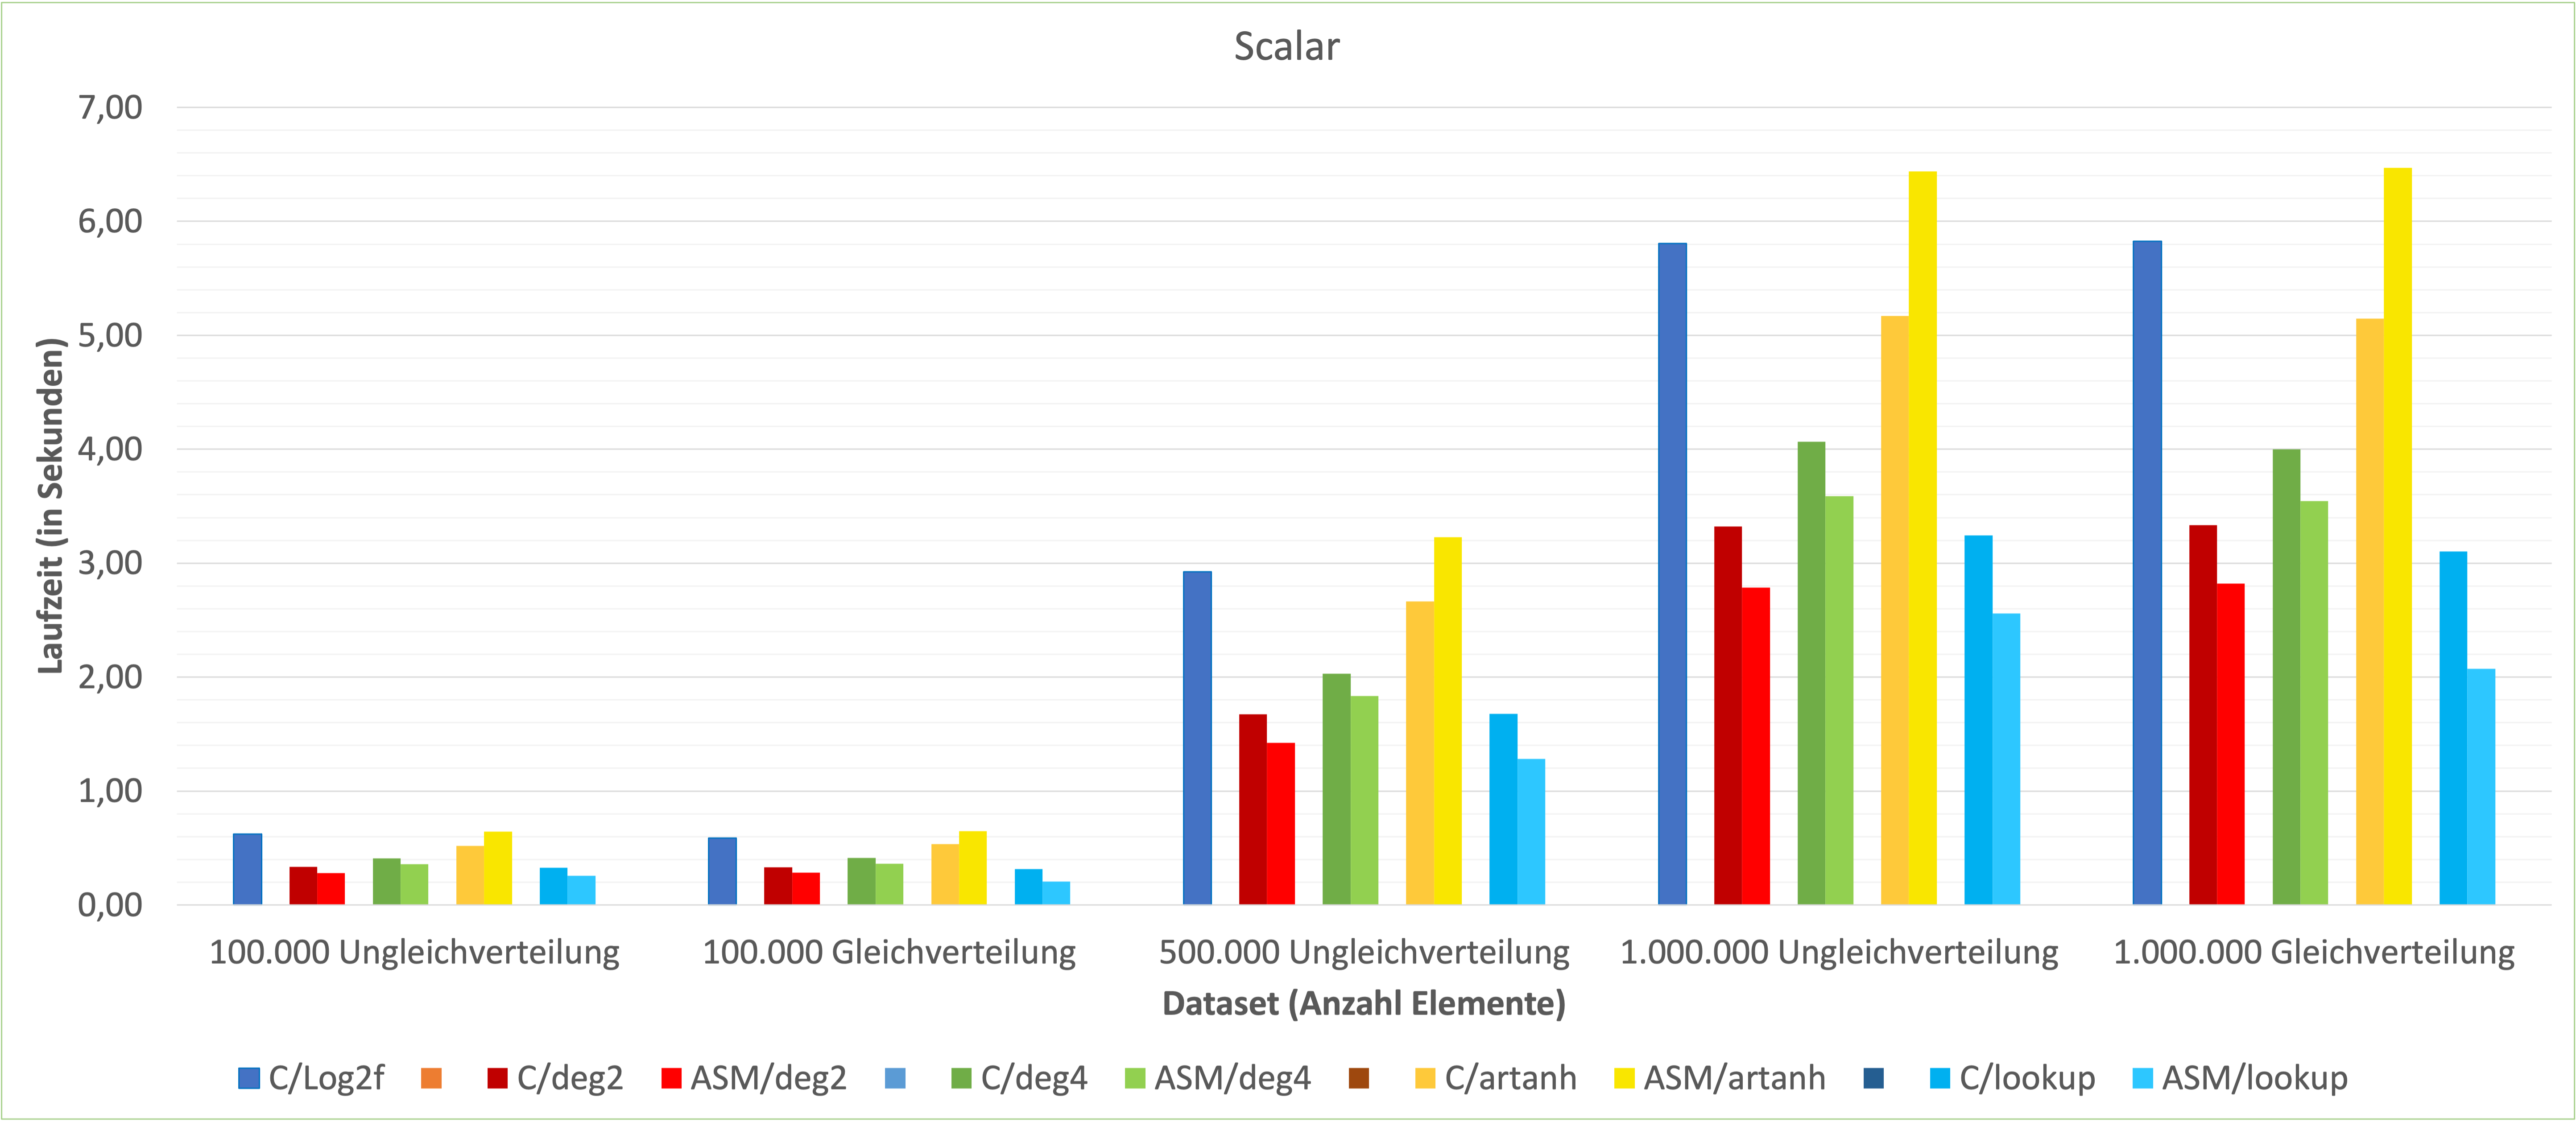 Scalar
7,00
6,00
5,00
4,00
3,00
2,00
1,00
0,00
Laufzeit (in Sekunden)
100.000 Ungleichverteilung
100.000 Gleichverteilung
500.000 Ungleichverteilung
1.000.000 Ungleichverteilung
1.000.000 Gleichverteilung
Dataset (Anzahl Elemente)
C/Log2f C/deg2 ASM/deg2 C/deg4 ASM/deg4 C/artanh ASM/artanh C/lookup ASM/lookup